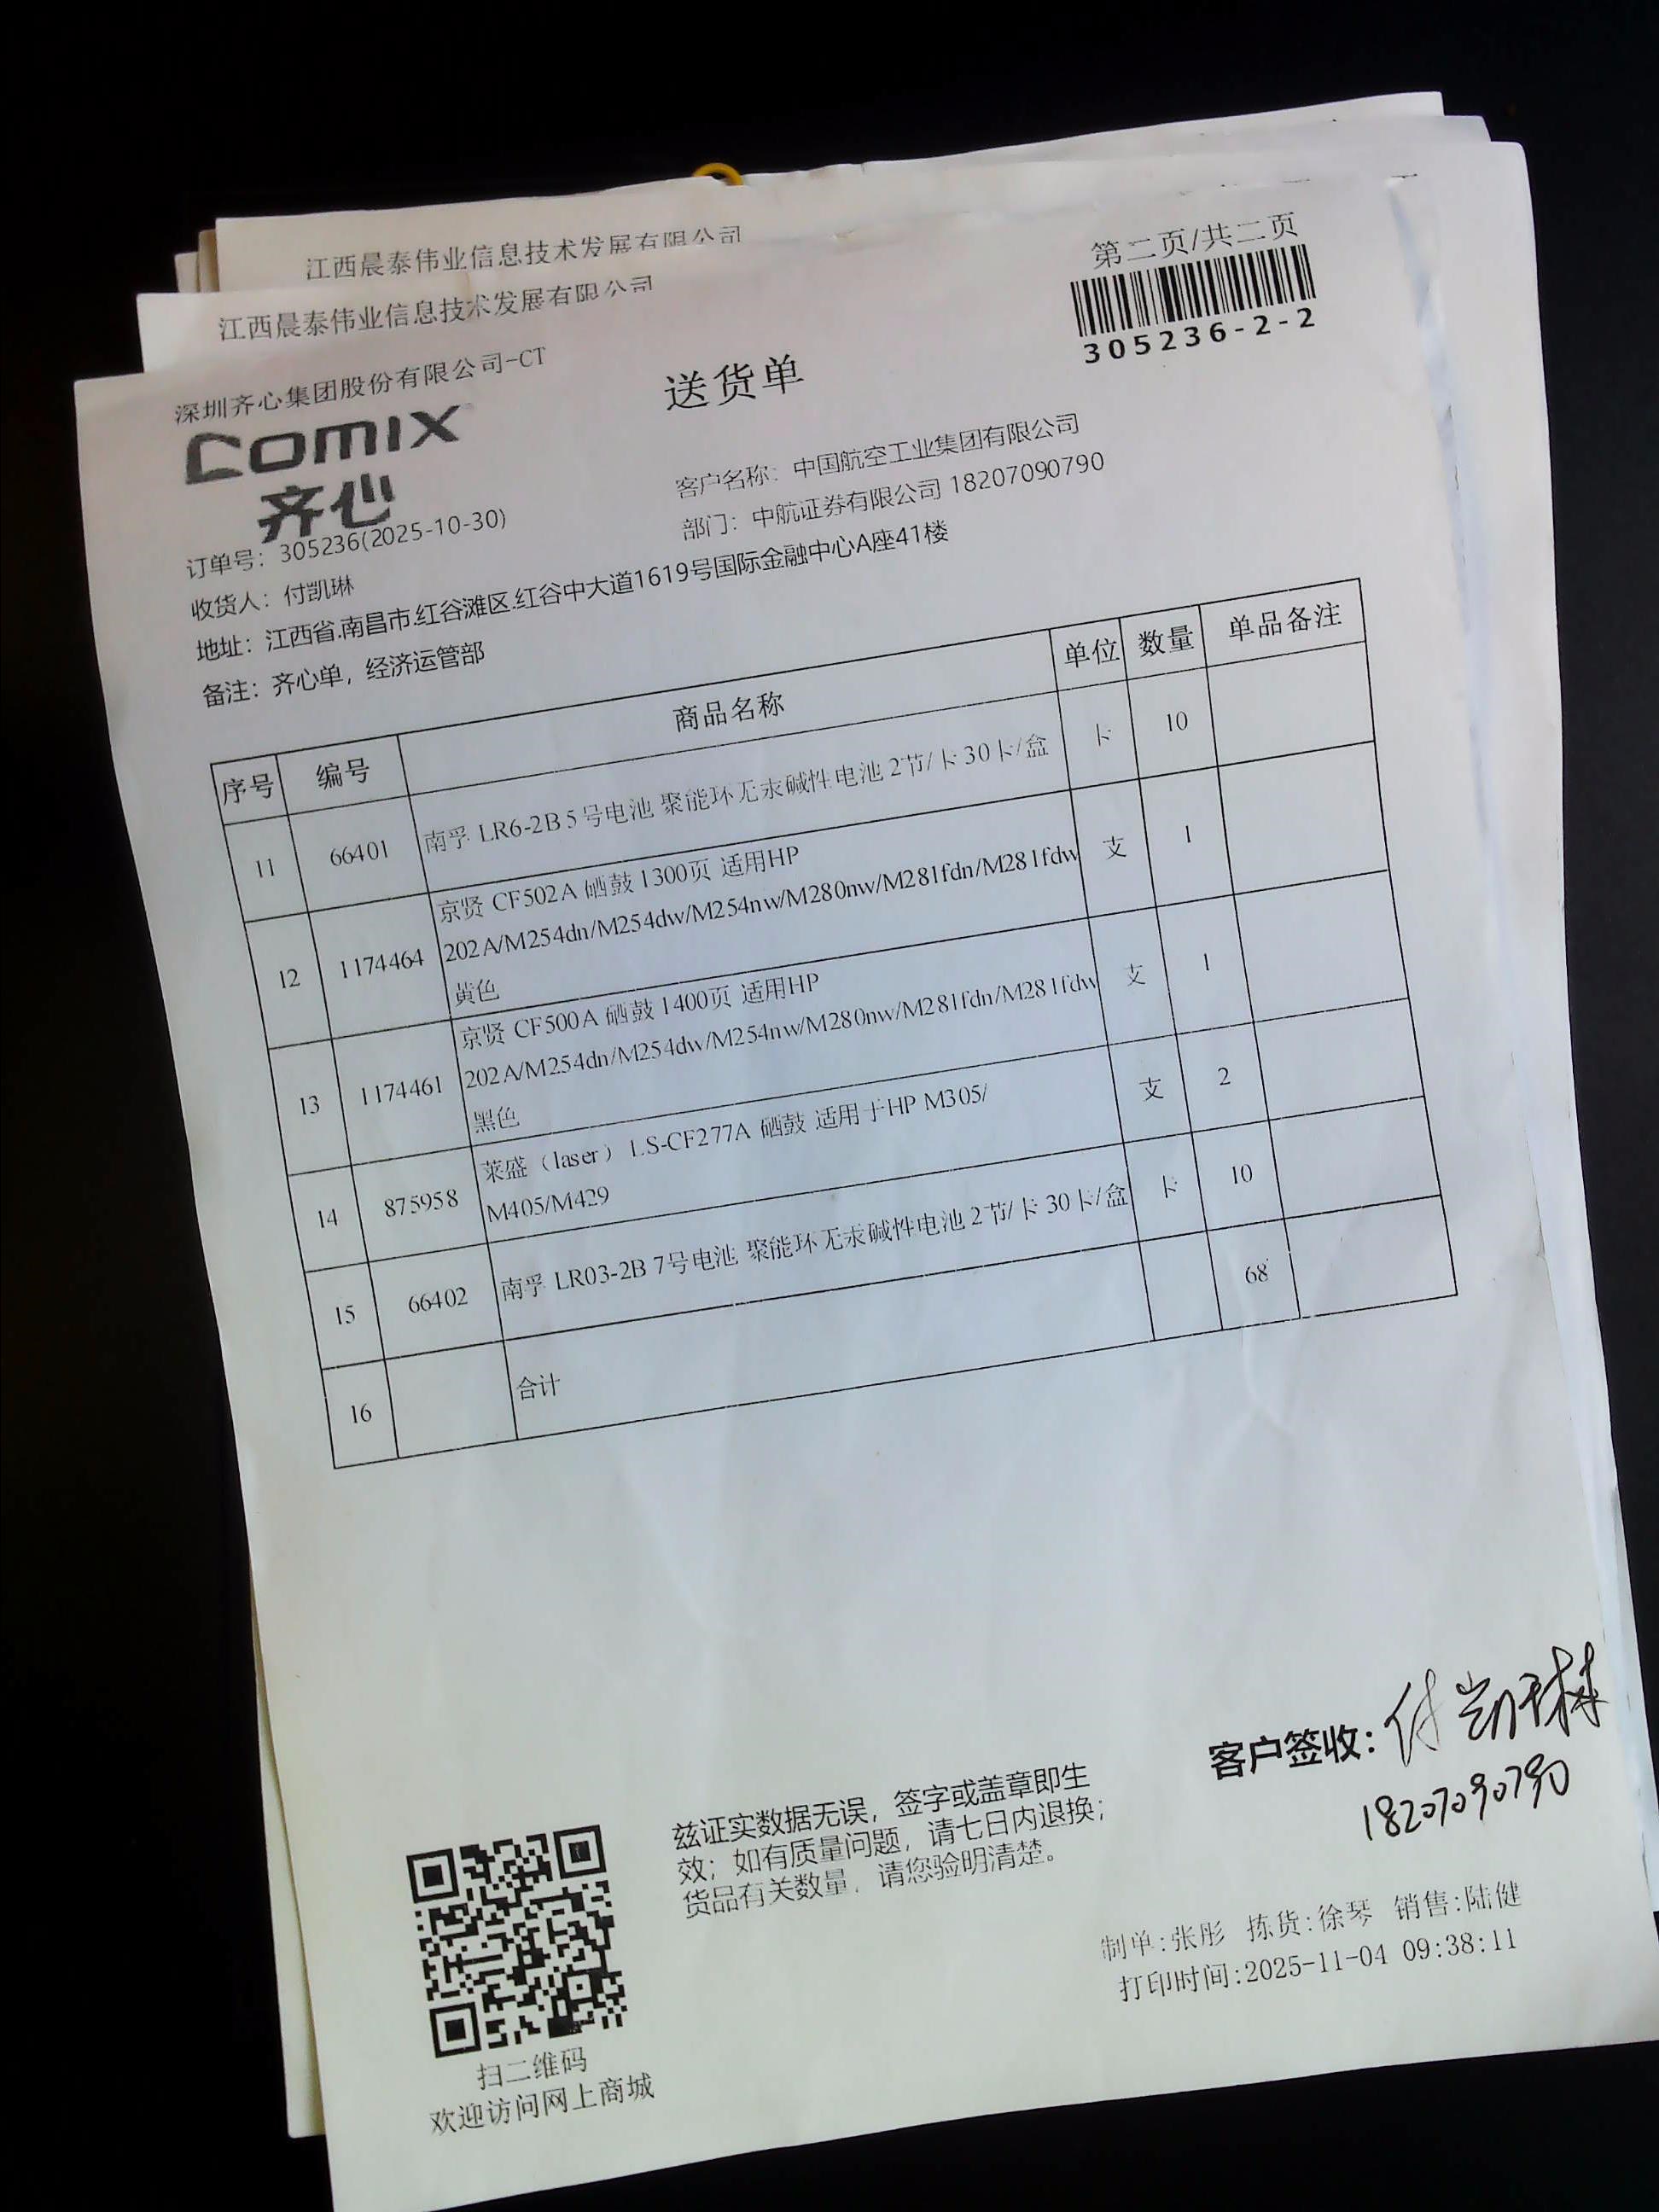 江西晨泰伟业信息技术发展有限公司
江西晨泰伟业信息技术发展有限公司
第二页/共二页
305236-2-2
深圳齐心集团股份有限公司-CT
comix
齐心
送货单
客户名称：中国航空工业集团有限公司
订单号：305236(2025-10-30)
部门：中航证券有限公司 18207090790
收货人：付凯琳
地址：江西省.南昌市.红谷滩区.红谷中大道1619号国际金融中心A座41楼
备注：齐心单，经济运管部
序号 编号 商品名称 单位 数量 单品备注
11 66401 南孚 LR6-2B 5号电池 聚能环无汞碱性电池 2节/卡 30卡/盒 卡 10
12 1174464 京贤 CF502A 硒鼓 1300页 适用HP
202A/M254dn/M254dw/M254nw/M280nw/M281fdn/M281fdw
黄色 支 1
13 1174461 京贤 CF500A 硒鼓 1400页 适用HP
202A/M254dn/M254dw/M254nw/M280nw/M281fdn/M281fdw
黑色 支 1
14 875958 莱盛（laser） LS-CF277A 硒鼓 适用于HP M305/
M405/M429 支 2
15 66402 南孚 LR03-2B 7号电池 聚能环无汞碱性电池 2节/卡 30卡/盒 卡 10
16 合计 68
客户签收：付凯琳
18207090790
兹证实数据无误，签字或盖章即生
效；如有质量问题，请七日内退换；
货品有关数量，请您验明清楚。
制单:张彤 拣货:徐琴 销售:陆健
打印时间:2025-11-04 09:38:11
扫二维码
欢迎访问网上商城